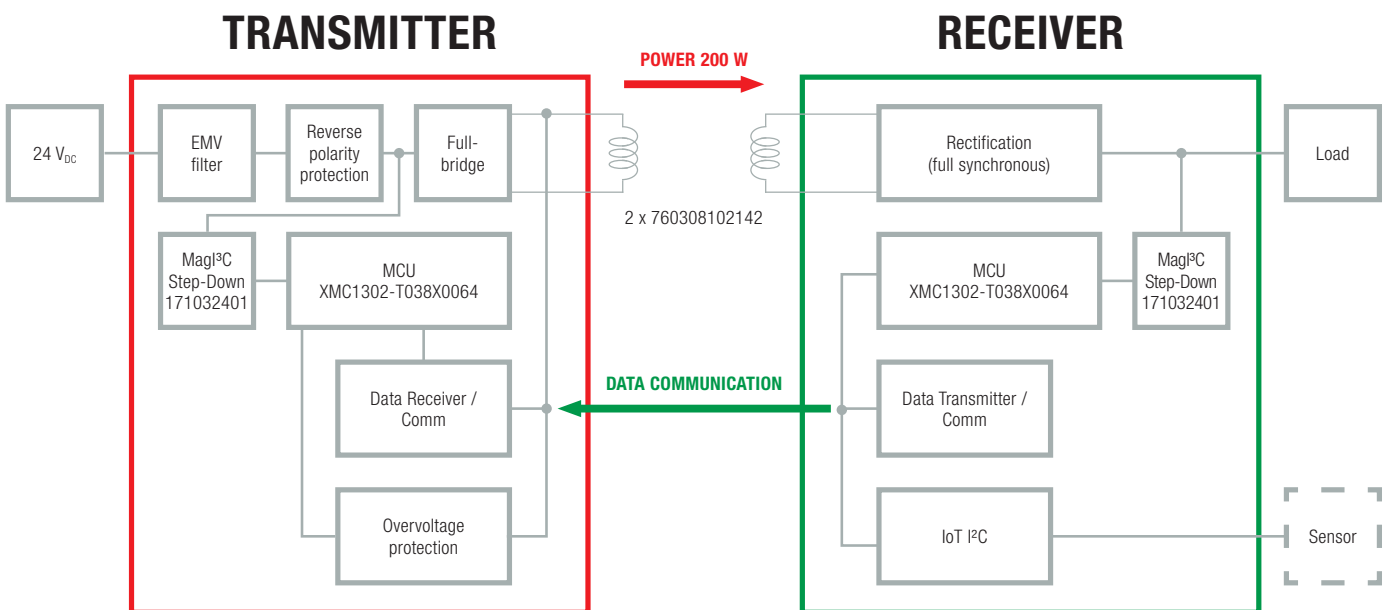 TRANSMITTER
RECEIVER
POWER 200 W
24 VDC
EMV
filter
Reverse
polarity
protection
Full-
bridge
Rectification
(full synchronous)
Load
2 x 760308102142
MagI³C
Step-Down
171032401
MCU
XMC1302-T038X0064
MCU
XMC1302-T038X0064
MagI³C
Step-Down
171032401
DATA COMMUNICATION
Data Receiver /
Comm
Data Transmitter /
Comm
Overvoltage
protection
IoT I²C
Sensor